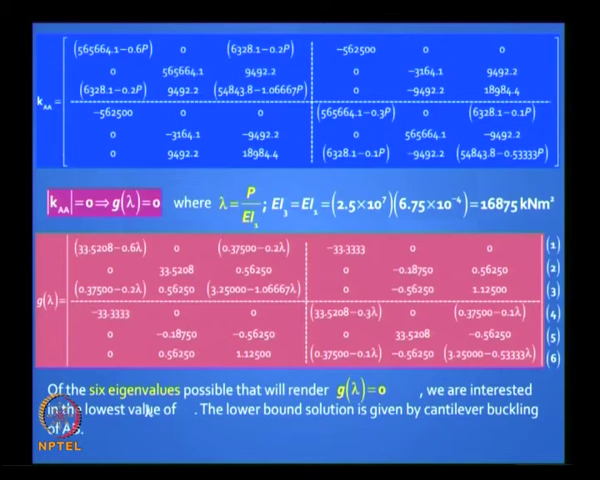 (565664.1−0.6P) 0 (6328.1−0.2P) −562500 0 0
0 565664.1 9492.2 0 −3164.1 9492.2
(6328.1−0.2P) 9492.2 (54843.8−1.06667P) 0 −9492.2 18984.4
k_AA =
−562500 0 0 (565664.1−0.3P) 0 (6328.1−0.1P)
0 −3164.1 −9492.2 0 565664.1 −9492.2
0 9492.2 18984.4 (6328.1−0.1P) −9492.2 (54843.8−0.53333P)
|k_AA| = 0 ⇒ g(λ) = 0 where λ = P/EI₁ ; EI₃ = EI₁ = (2.5×10⁷)(6.75×10⁻⁴) = 16875 kNm²
(33.5208−0.6λ) 0 (0.37500−0.2λ) −33.3333 0 0 (1)
0 33.5208 0.56250 0 −0.18750 0.56250 (2)
(0.37500−0.2λ) 0.56250 (3.25000−1.06667λ) 0 −0.56250 1.12500 (3)
g(λ) =
−33.3333 0 0 (33.5208−0.3λ) 0 (0.37500−0.1λ) (4)
0 −0.18750 −0.56250 0 33.5208 −0.56250 (5)
0 0.56250 1.12500 (0.37500−0.1λ) −0.56250 (3.25000−0.53333λ) (6)
Of the six eigenvalues possible that will render g(λ) = 0 , we are interested
in the lowest value of . The lower bound solution is given by cantilever buckling
of AB.
NPTEL